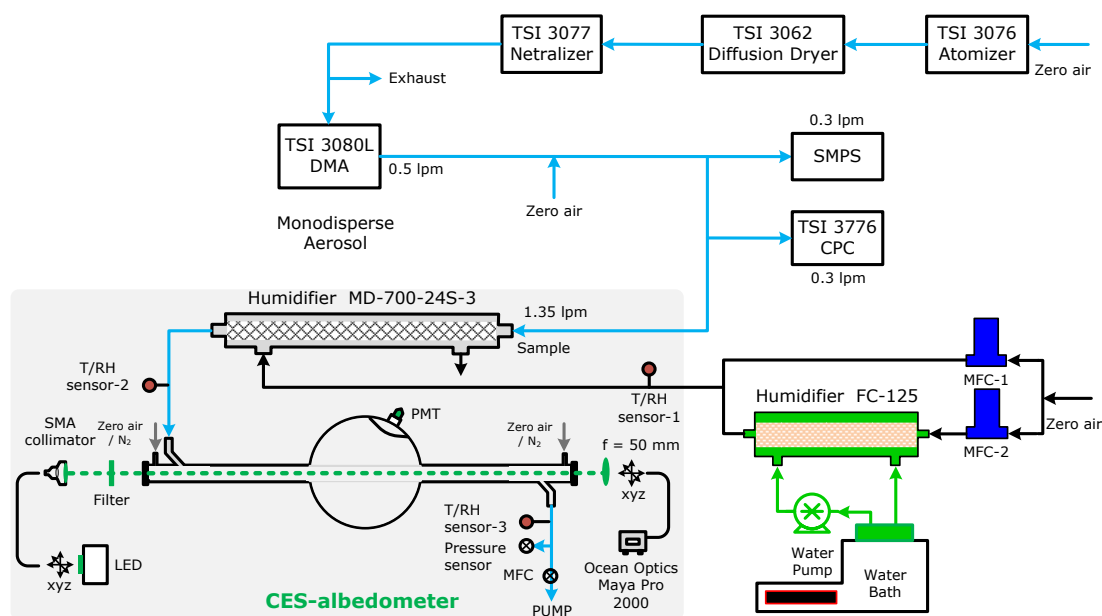 TSI 3077
Netralizer
TSI 3062
Diffusion Dryer
TSI 3076
Atomizer
Zero air
Exhaust
TSI 3080L
DMA
0.5 lpm
Zero air
0.3 lpm
SMPS
Monodisperse
Aerosol
TSI 3776
CPC
0.3 lpm
Humidifier MD-700-24S-3
1.35 lpm
Sample
T/RH
sensor-2
T/RH
sensor-1
MFC-1
Humidifier FC-125
MFC-2
Zero air
SMA
collimator
Zero air
/ N₂
PMT
Zero air
/ N₂
f = 50 mm
Filter
xyz
T/RH
sensor-3
Pressure
sensor
MFC
PUMP
Ocean Optics
Maya Pro
2000
xyz
LED
CES-albedometer
Water
Pump
Water
Bath